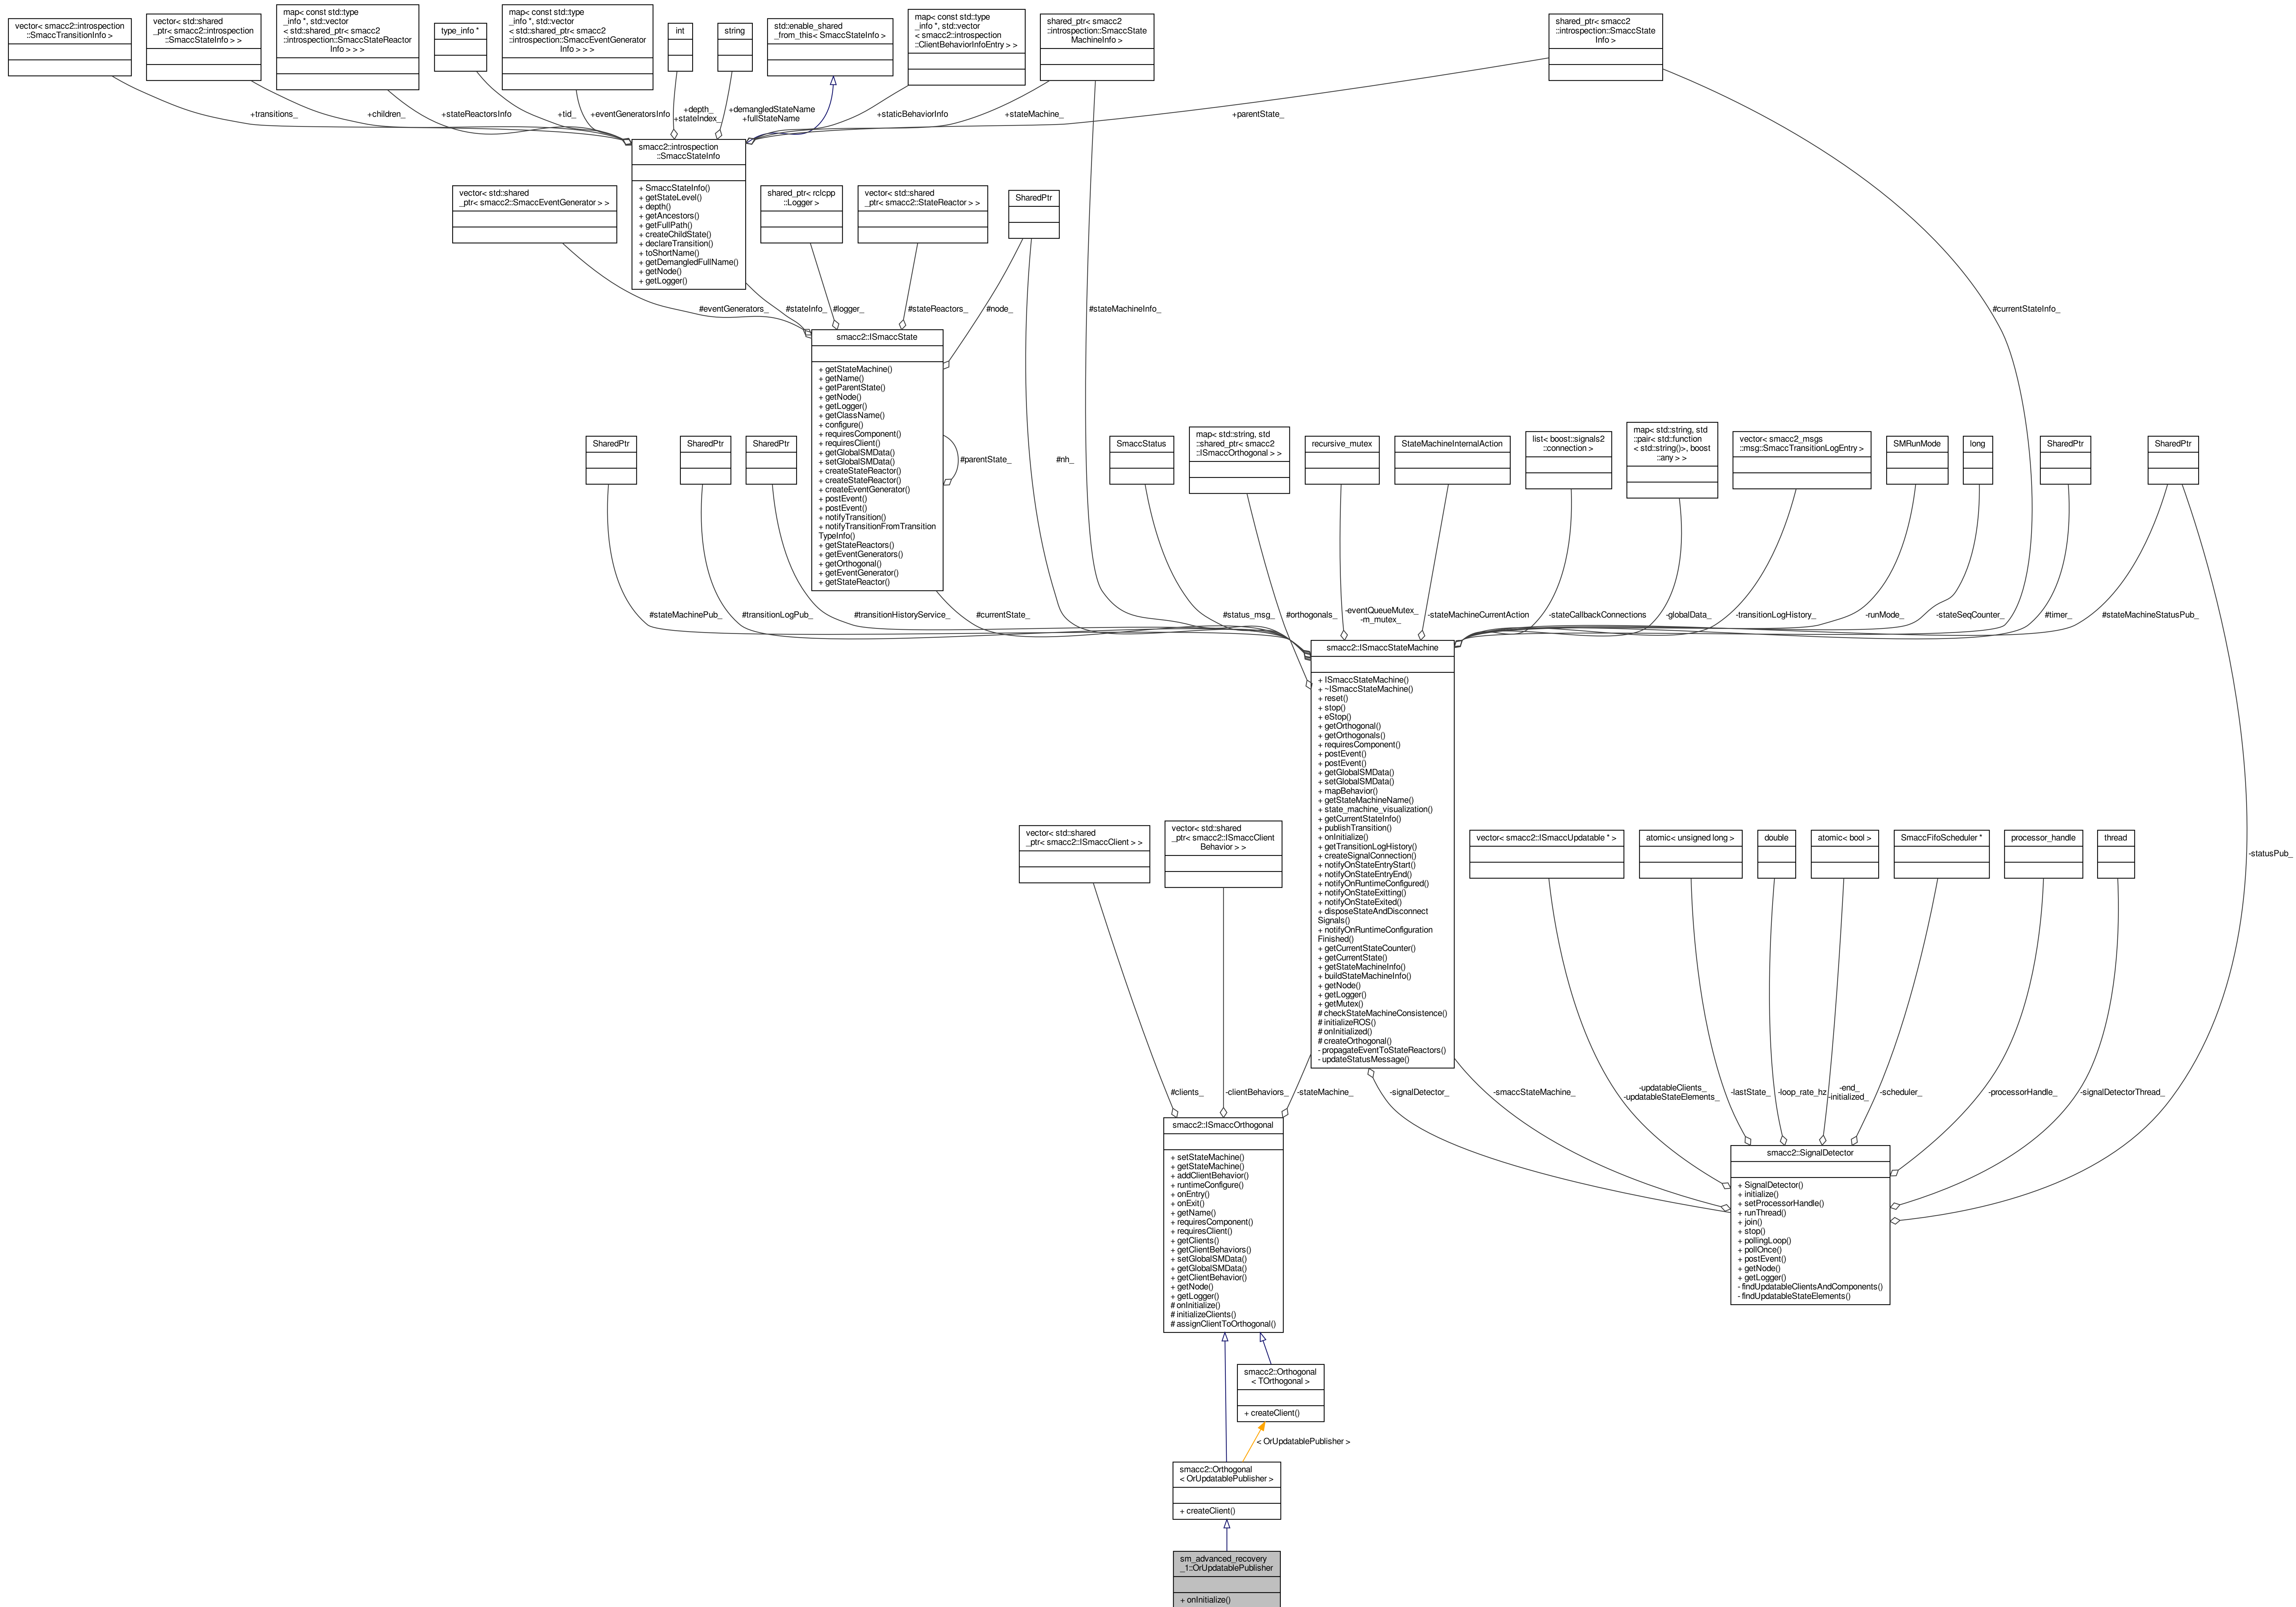 vector< smacc2::introspection
::SmaccTransitionInfo >
vector< std::shared
_ptr< smacc2::introspection
::SmaccStateInfo > >
map< const std::type
_info *, std::vector
< std::shared_ptr< smacc2
::introspection::SmaccStateReactor
Info > > >
type_info *
map< const std::type
_info *, std::vector
< std::shared_ptr< smacc2
::introspection::SmaccEventGenerator
Info > > >
int
string
std::enable_shared
_from_this< SmaccStateInfo >
map< const std::type
_info *, std::vector
< smacc2::introspection
::ClientBehaviorInfoEntry > >
shared_ptr< smacc2
::introspection::SmaccState
MachineInfo >
shared_ptr< smacc2
::introspection::SmaccState
Info >
+transitions_
+children_
+stateReactorsInfo
+tid_
+eventGeneratorsInfo
+depth_
+stateIndex_
+demangledStateName
+fullStateName
+staticBehaviorInfo
+stateMachine_
+parentState_
smacc2::introspection
::SmaccStateInfo
+ SmaccStateInfo()
+ getStateLevel()
+ depth()
+ getAncestors()
+ getFullPath()
+ createChildState()
+ declareTransition()
+ toShortName()
+ getDemangledFullName()
+ getNode()
+ getLogger()
vector< std::shared
_ptr< smacc2::SmaccEventGenerator > >
shared_ptr< rclcpp
::Logger >
vector< std::shared
_ptr< smacc2::StateReactor > >
SharedPtr
#eventGenerators_
#stateInfo_
#logger_
#stateReactors_
#node_
#stateMachineInfo_
#currentStateInfo_
smacc2::ISmaccState
+ getStateMachine()
+ getName()
+ getParentState()
+ getNode()
+ getLogger()
+ getClassName()
+ configure()
+ requiresComponent()
+ requiresClient()
+ getGlobalSMData()
+ setGlobalSMData()
+ createStateReactor()
+ createStateReactor()
+ createEventGenerator()
+ postEvent()
+ postEvent()
+ notifyTransition()
+ notifyTransitionFromTransition
TypeInfo()
+ getStateReactors()
+ getEventGenerators()
+ getOrthogonal()
+ getEventGenerator()
+ getStateReactor()
#parentState_
#nh_
SharedPtr
SharedPtr
SharedPtr
SmaccStatus
map< std::string, std
::shared_ptr< smacc2
::ISmaccOrthogonal > >
recursive_mutex
StateMachineInternalAction
list< boost::signals2
::connection >
map< std::string, std
::pair< std::function
< std::string()>, boost
::any > >
vector< smacc2_msgs
::msg::SmaccTransitionLogEntry >
SMRunMode
long
SharedPtr
SharedPtr
#stateMachinePub_
#transitionLogPub_
#transitionHistoryService_
#currentState_
#status_msg_
#orthogonals_
-eventQueueMutex_
-m_mutex_
-stateMachineCurrentAction
-stateCallbackConnections
-globalData_
-transitionLogHistory_
-runMode_
-stateSeqCounter_
#timer_
#stateMachineStatusPub_
smacc2::ISmaccStateMachine
+ ISmaccStateMachine()
+ ~ISmaccStateMachine()
+ reset()
+ stop()
+ eStop()
+ getOrthogonal()
+ getOrthogonals()
+ requiresComponent()
+ postEvent()
+ postEvent()
+ getGlobalSMData()
+ setGlobalSMData()
+ mapBehavior()
+ getStateMachineName()
+ state_machine_visualization()
+ getCurrentStateInfo()
+ publishTransition()
+ onInitialize()
+ getTransitionLogHistory()
+ createSignalConnection()
+ notifyOnStateEntryStart()
+ notifyOnStateEntryEnd()
+ notifyOnRuntimeConfigured()
+ notifyOnStateExitting()
+ notifyOnStateExited()
+ disposeStateAndDisconnect
Signals()
+ notifyOnRuntimeConfiguration
Finished()
+ getCurrentStateCounter()
+ getCurrentState()
+ getStateMachineInfo()
+ buildStateMachineInfo()
+ getNode()
+ getLogger()
+ getMutex()
# checkStateMachineConsistence()
# initializeROS()
# onInitialized()
# createOrthogonal()
- propagateEventToStateReactors()
- updateStatusMessage()
vector< std::shared
_ptr< smacc2::ISmaccClient > >
vector< std::shared
_ptr< smacc2::ISmaccClient
Behavior > >
vector< smacc2::ISmaccUpdatable * >
atomic< unsigned long >
double
atomic< bool >
SmaccFifoScheduler *
processor_handle
thread
-statusPub_
#clients_
-clientBehaviors_
-stateMachine_
-signalDetector_
-smaccStateMachine_
-updatableClients_
-updatableStateElements_
-lastState_
-loop_rate_hz
-end_
-initialized_
-scheduler_
-processorHandle_
-signalDetectorThread_
smacc2::ISmaccOrthogonal
+ setStateMachine()
+ getStateMachine()
+ addClientBehavior()
+ runtimeConfigure()
+ onEntry()
+ onExit()
+ getName()
+ requiresComponent()
+ requiresClient()
+ getClients()
+ getClientBehaviors()
+ setGlobalSMData()
+ getGlobalSMData()
+ getClientBehavior()
+ getNode()
+ getLogger()
# onInitialize()
# initializeClients()
# assignClientToOrthogonal()
smacc2::SignalDetector
+ SignalDetector()
+ initialize()
+ setProcessorHandle()
+ runThread()
+ join()
+ stop()
+ pollingLoop()
+ pollOnce()
+ postEvent()
+ getNode()
+ getLogger()
- findUpdatableClientsAndComponents()
- findUpdatableStateElements()
smacc2::Orthogonal
< TOrthogonal >
+ createClient()
< OrUpdatablePublisher >
smacc2::Orthogonal
< OrUpdatablePublisher >
+ createClient()
sm_advanced_recovery
_1::OrUpdatablePublisher
+ onInitialize()